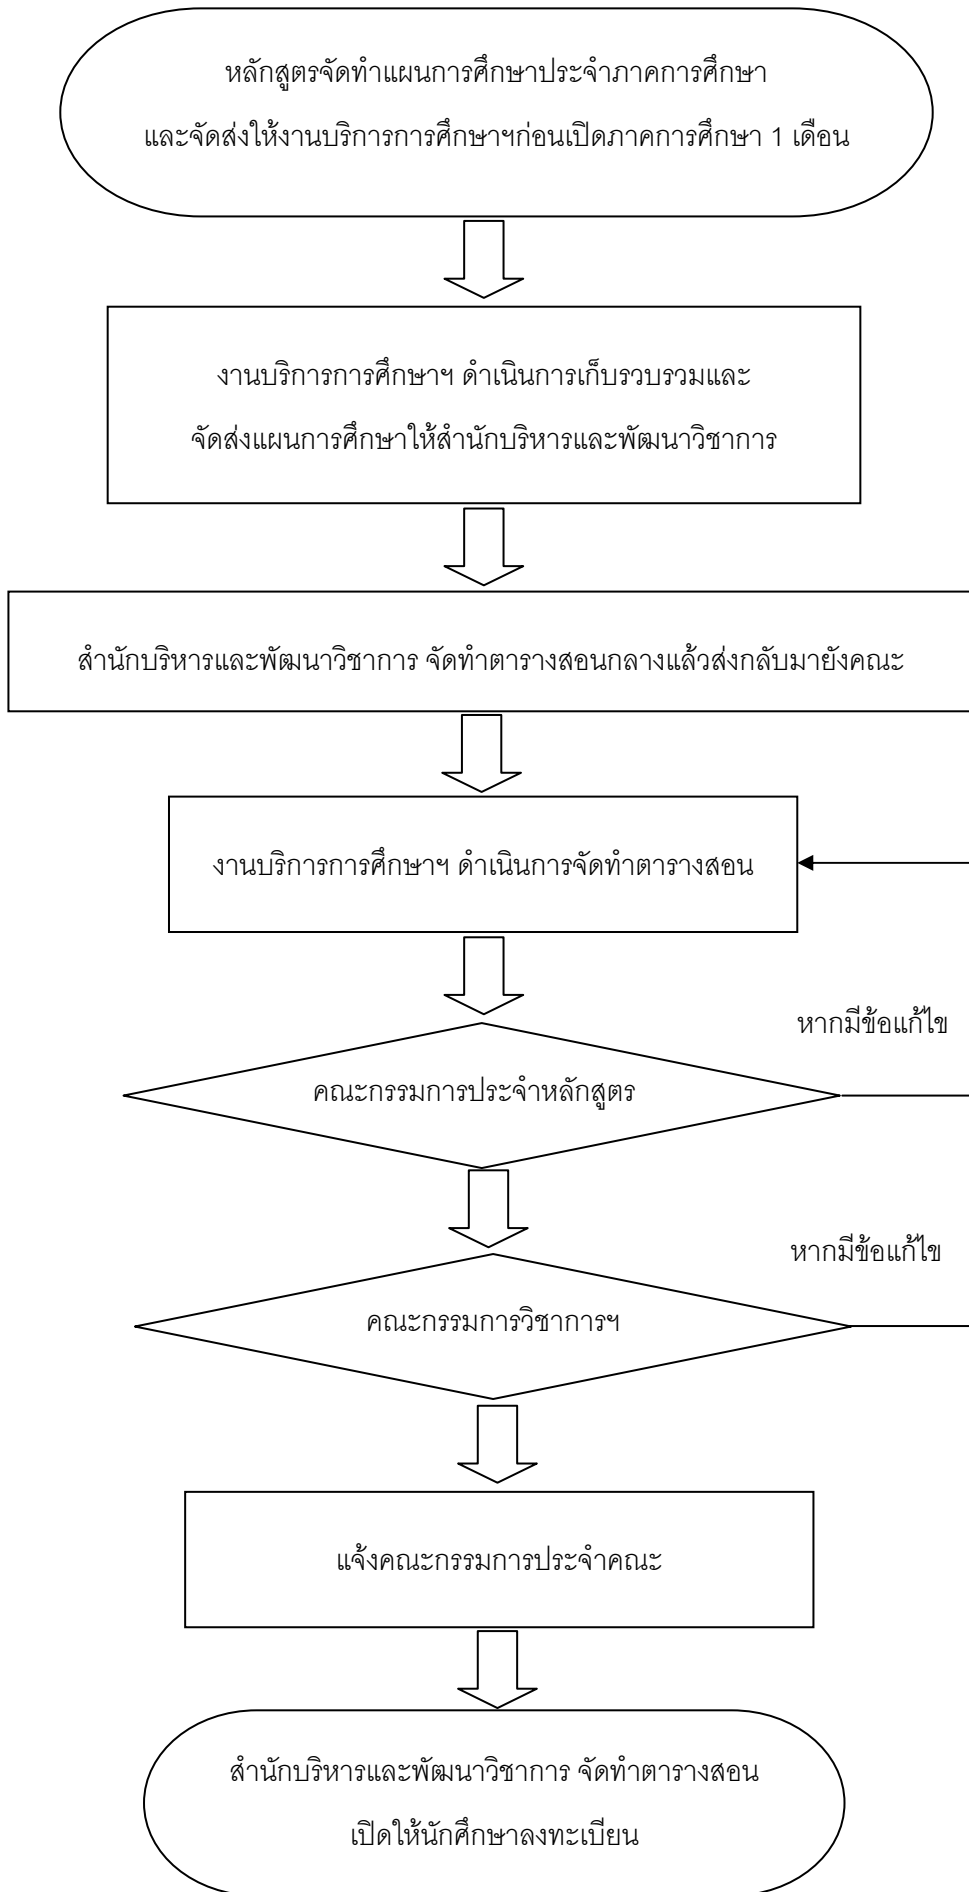 หลักสูตรจัดทำแผนการศึกษาประจำภาคการศึกษา
และจัดส่งให้งานบริการการศึกษาฯก่อนเปิดภาคการศึกษา 1 เดือน
งานบริการการศึกษาฯ ดำเนินการเก็บรวบรวมและ
จัดส่งแผนการศึกษาให้สำนักบริหารและพัฒนาวิชาการ
สำนักบริหารและพัฒนาวิชาการ จัดทำตารางสอนกลางแล้วส่งกลับมายังคณะ
งานบริการการศึกษาฯ ดำเนินการจัดทำตารางสอน
หากมีข้อแก้ไข
คณะกรรมการประจำหลักสูตร
หากมีข้อแก้ไข
คณะกรรมการวิชาการฯ
แจ้งคณะกรรมการประจำคณะ
สำนักบริหารและพัฒนาวิชาการ จัดทำตารางสอน
เปิดให้นักศึกษาลงทะเบียน